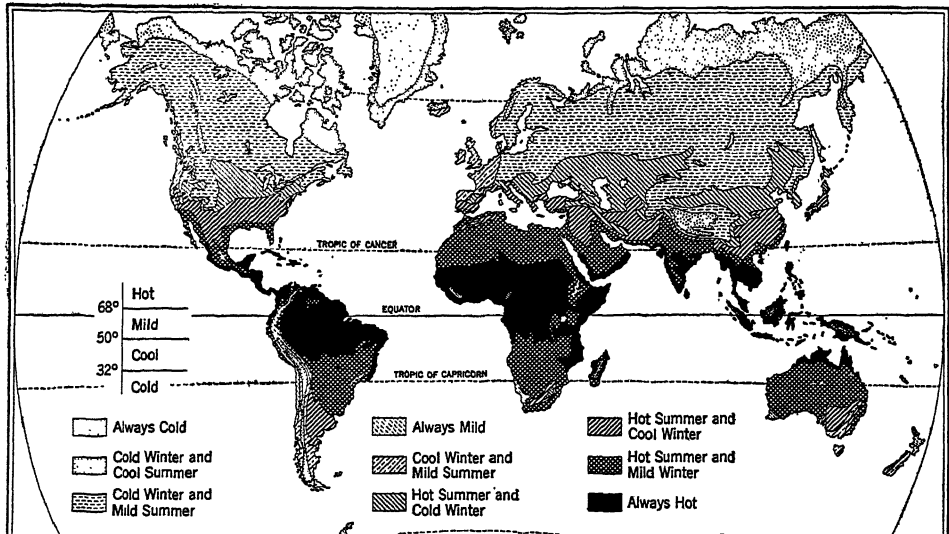 TROPIC OF CANCER
Hot
68°
EQUATOR
Mild
50°
Cool
32°
TROPIC OF CAPRICORN
Cold
Always Cold
Cold Winter and
Cool Summer
Cold Winter and
Mild Summer
Always Mild
Cool Winter and
Mild Summer
Hot Summer and
Cold Winter
Hot Summer and
Cool Winter
Hot Summer and
Mild Winter
Always Hot